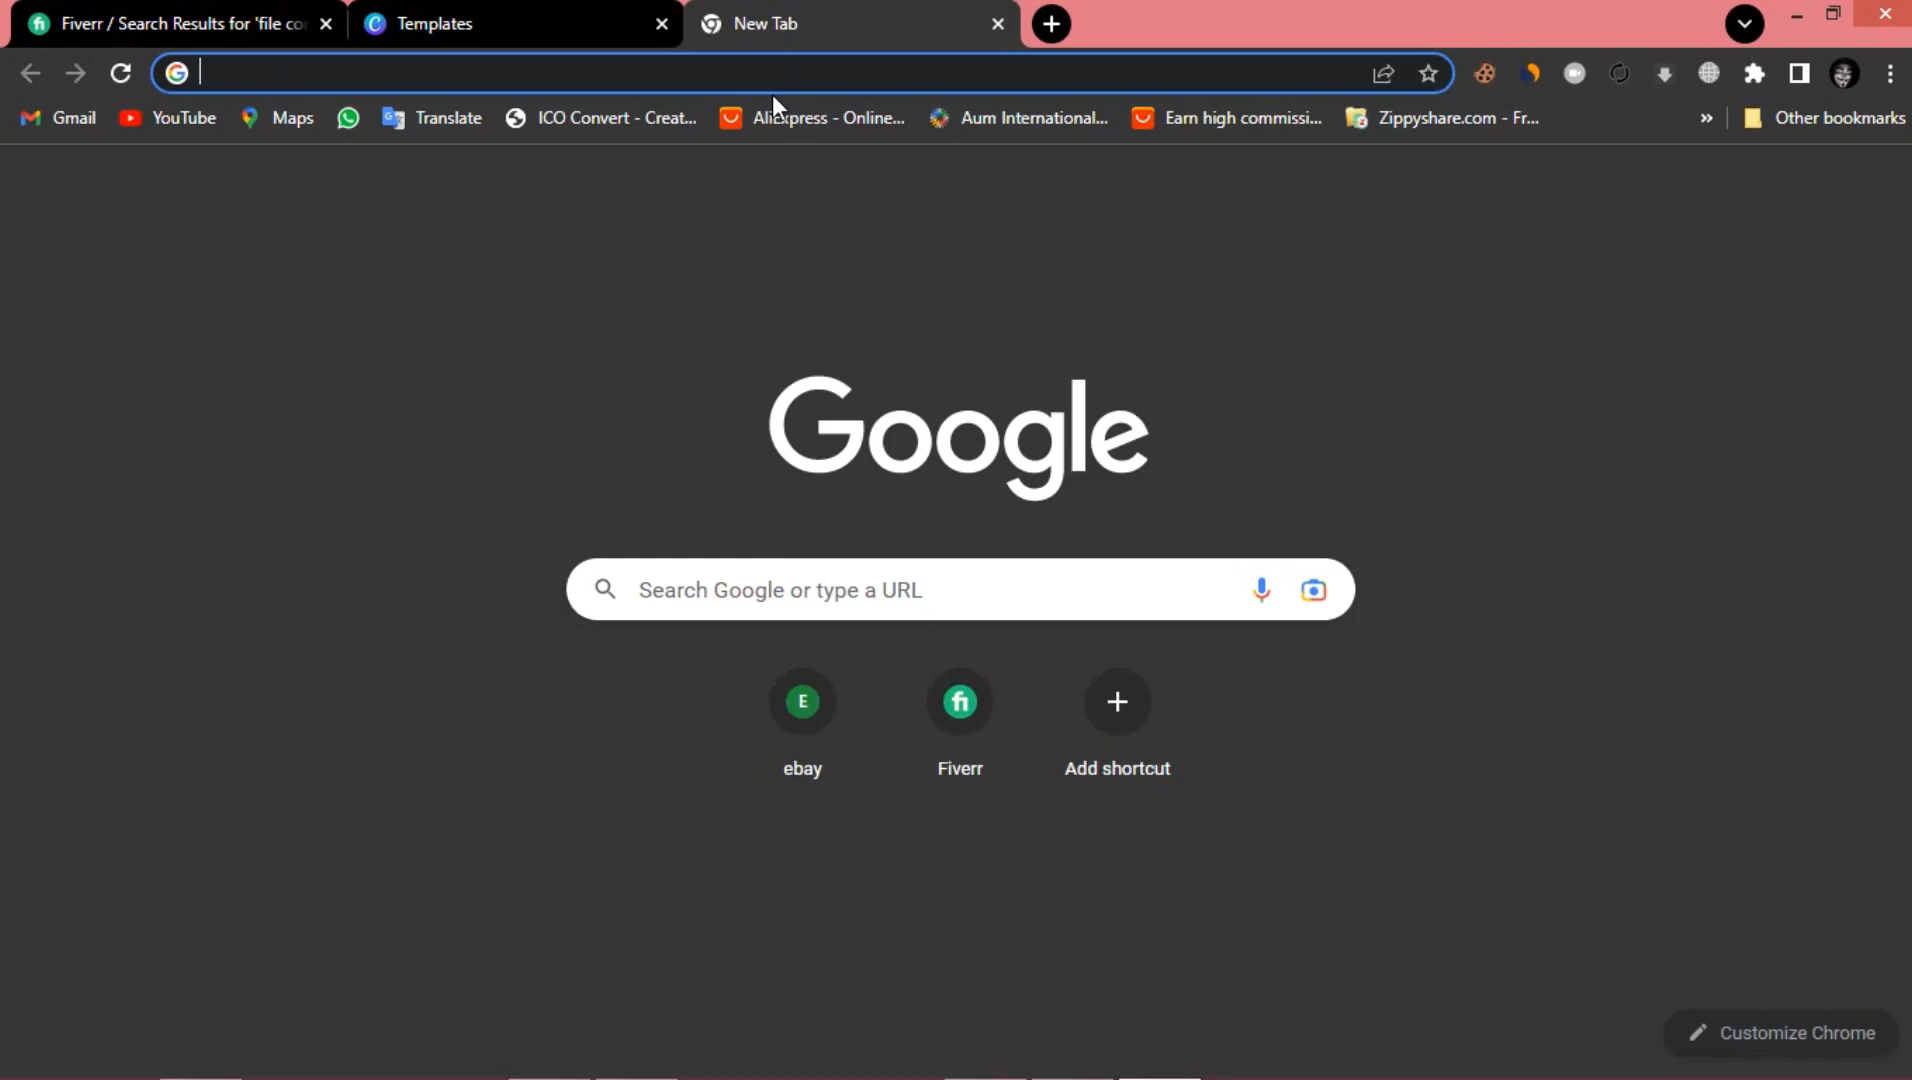 Fiverr / Search Results for 'file co
Templates
New Tab
Gmail
YouTube
Maps
Translate
ICO Convert - Creat...
AliExpress - Online...
Aum International...
Earn high commissi...
Zippyshare.com - Fr...
»
Other bookmarks
Google
Search Google or type a URL
E
fi
ebay
Fiverr
Add shortcut
Customize Chrome